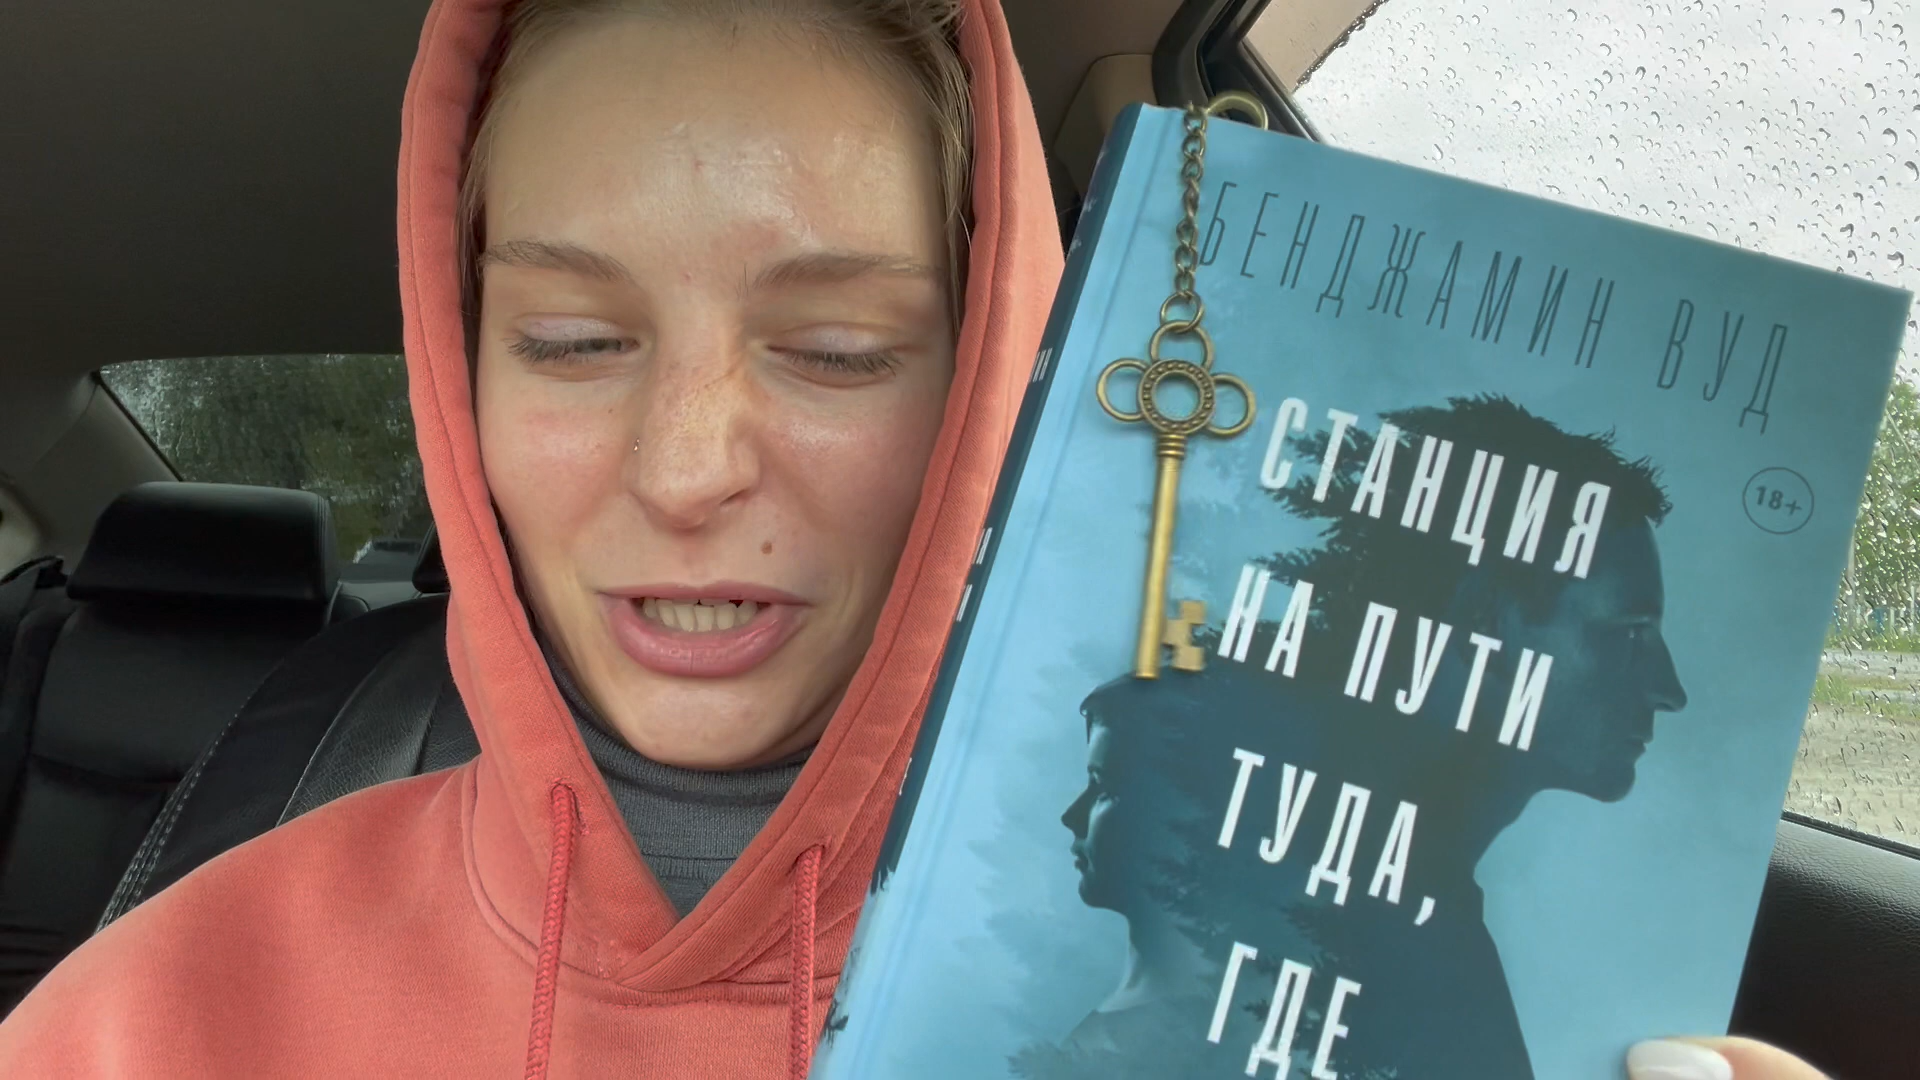 БЕНДЖАМИН ВУД
СТАНЦИЯ
18+
НА ПУТИ
ТУДА,
ГДЕ